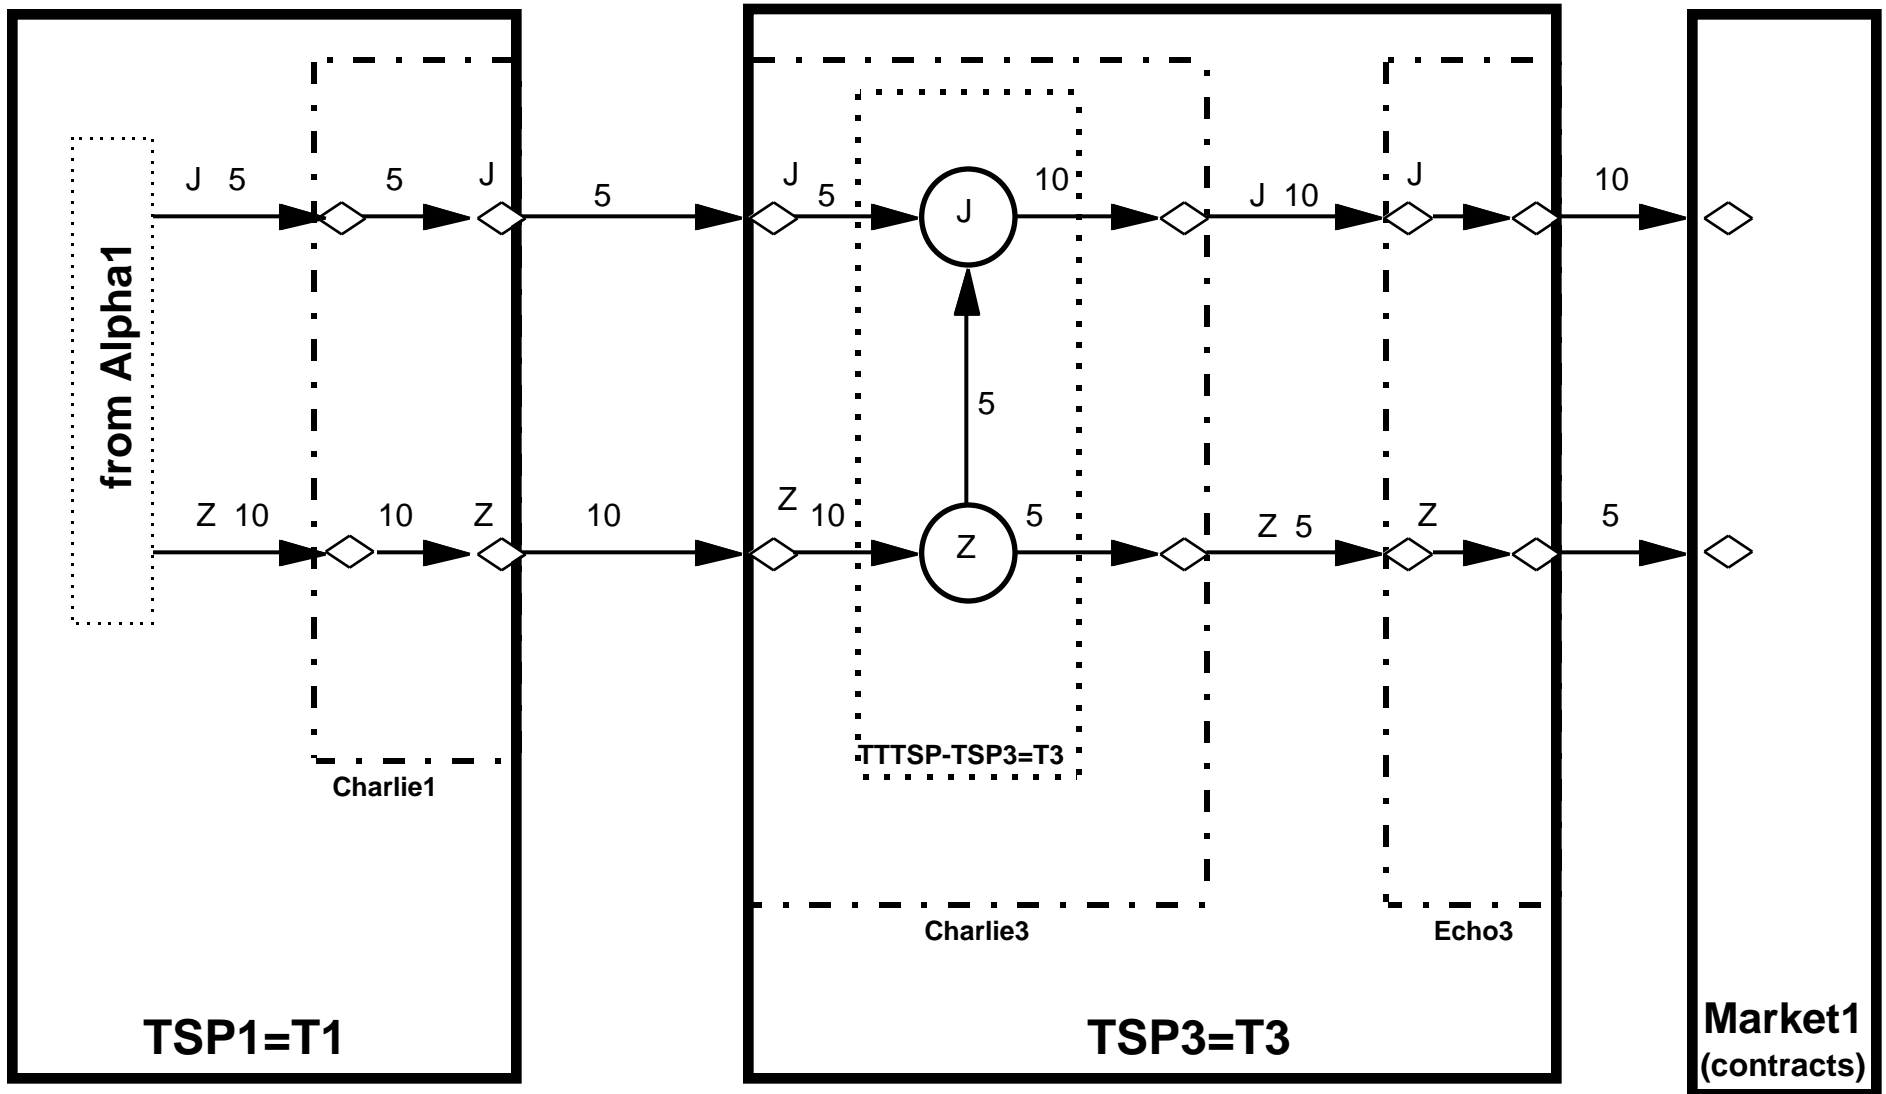 J 5
5
J
5
J
5
J
10
J 10
J
10
from Alpha1
5
Z 10
10
Z
10
Z
10
Z
5
Z 5
Z
5
TTTSP-TSP3=T3
Charlie1
Charlie3
Echo3
TSP1=T1
TSP3=T3
Market1
(contracts)